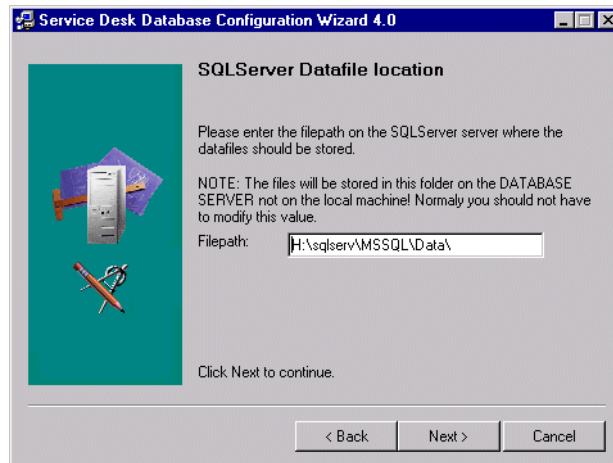 Service Desk Database Configuration Wizard 4.0
SQLServer Datafile location
Please enter the filepath on the SQLServer server where the
datafiles should be stored.
NOTE: The files will be stored in this folder on the DATABASE
SERVER not on the local machine! Normaly you should not have
to modify this value.
Filepath: H:\sqlserv\MSSQL\Data\
Click Next to continue.
< Back Next > Cancel